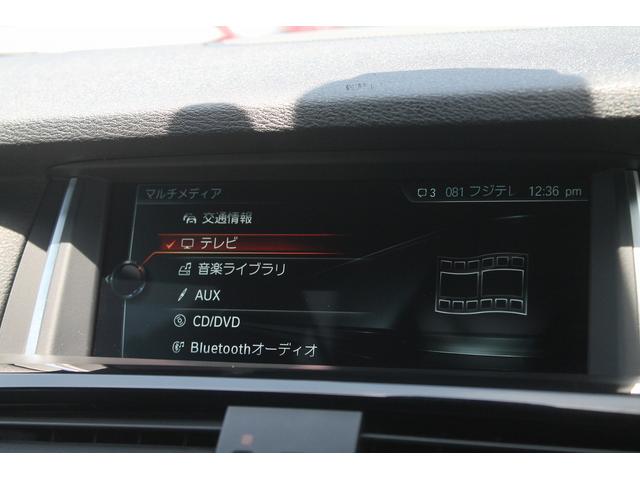 マルチメディア
3 081 フジテレ 12:36 pm
交通情報
テレビ
音楽ライブラリ
AUX
CD/DVD
Bluetoothオーディオ